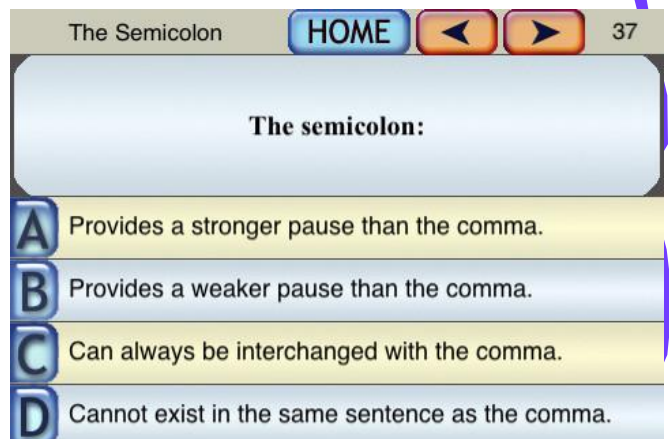 The Semicolon HOME 37
The semicolon:
A Provides a stronger pause than the comma.
B Provides a weaker pause than the comma.
C Can always be interchanged with the comma.
D Cannot exist in the same sentence as the comma.